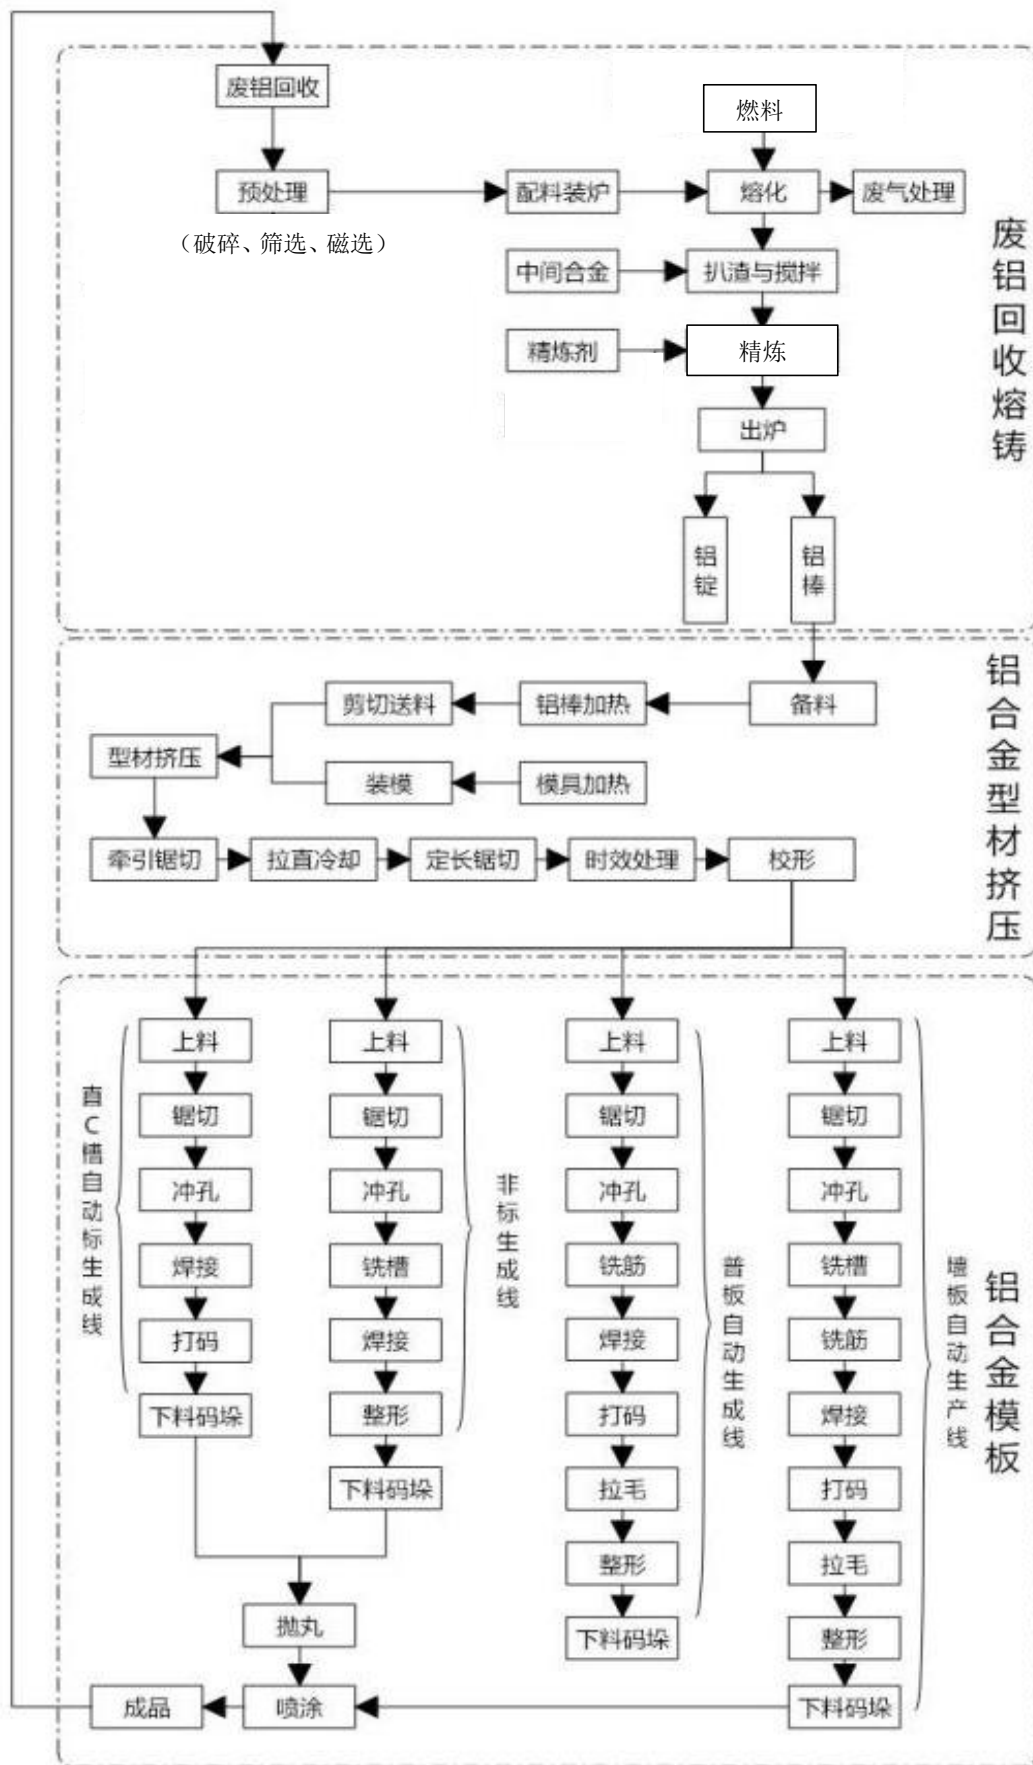 废铝回收
燃料
预处理
配料装炉
熔化
废气处理
（破碎、筛选、磁选）
中间合金
扒渣与搅拌
精炼剂
精炼
出炉
铝锭
铝棒
废铝回收熔铸
剪切送料
铝棒加热
备料
型材挤压
装模
模具加热
牵引锯切
拉直冷却
定长锯切
时效处理
校形
铝合金型材挤压
直C槽自动标生成线
上料
锯切
冲孔
焊接
打码
下料码垛
上料
锯切
冲孔
铣槽
焊接
整形
下料码垛
非标生成线
上料
锯切
冲孔
铣筋
焊接
打码
拉毛
整形
下料码垛
普板自动生成线
上料
锯切
冲孔
铣槽
铣筋
焊接
打码
拉毛
整形
下料码垛
墙板自动生产线
铝合金模板
抛丸
成品
喷涂